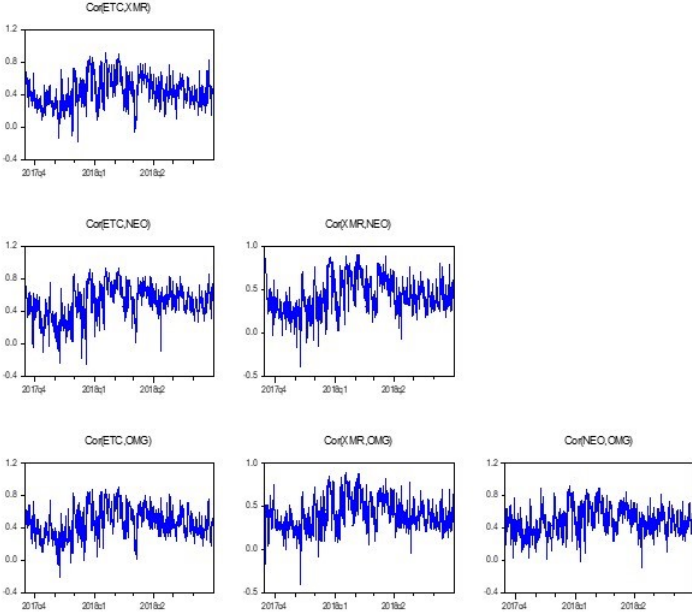 Cor(ETC,XMR)
1.2
0.8
0.4
0.0
-0.4
2017q4 2018q1 2018q2
Cor(ETC,NEO) Cor(XMR,NEO)
1.2 1.0
0.8 0.5
0.4 0.0
0.0 -0.5
-0.4
2017q4 2018q1 2018q2 2017q4 2018q1 2018q2
Cor(ETC,OMG) Cor(XMR,OMG) Cor(NEO,OMG)
1.2 1.0 1.2
0.8 0.5 0.8
0.4 0.0 0.4
0.0 -0.5 0.0
-0.4 -0.4
2017q4 2018q1 2018q2 2017q4 2018q1 2018q2 2017q4 2018q1 2018q2